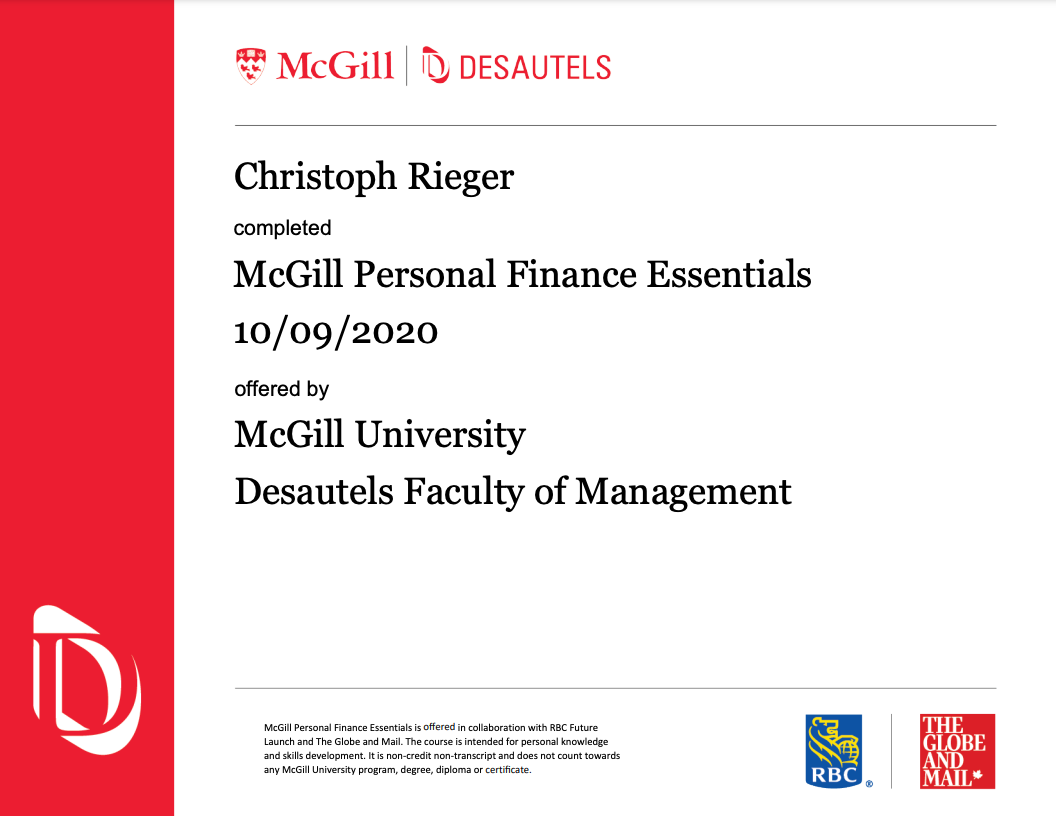 McGill DESAUTELS
Christoph Rieger
completed
McGill Personal Finance Essentials
10/09/2020
offered by
McGill University
Desautels Faculty of Management
McGill Personal Finance Essentials is offered in collaboration with RBC Future
Launch and The Globe and Mail. The course is intended for personal knowledge
and skills development. It is non-credit non-transcript and does not count towards
any McGill University program, degree, diploma or certificate.
RBC ®
THE
GLOBE
AND
MAIL